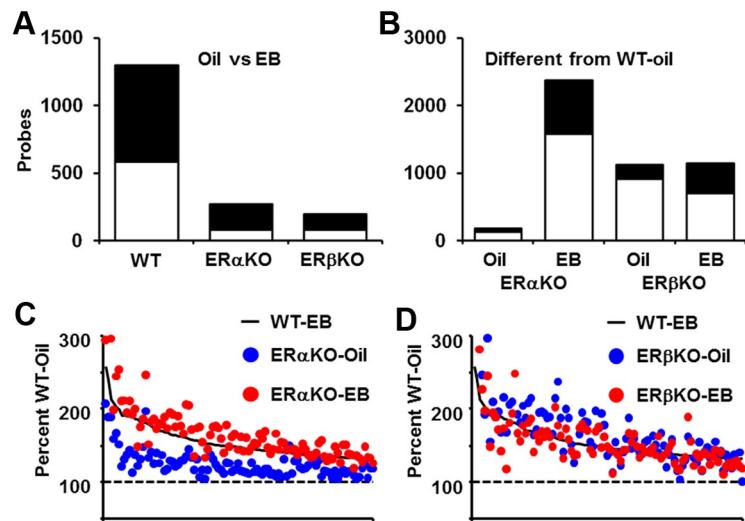 A
Oil vs EB
1500
1000
500
0
Probes
WT
ERαKO
ERβKO
B
Different from WT-oil
3000
2000
1000
0
Oil
EB
Oil
EB
ERαKO
ERβKO
C
WT-EB
ERαKO-Oil
ERαKO-EB
300
200
100
Percent WT-Oil
D
WT-EB
ERβKO-Oil
ERβKO-EB
300
200
100
Percent WT-Oil